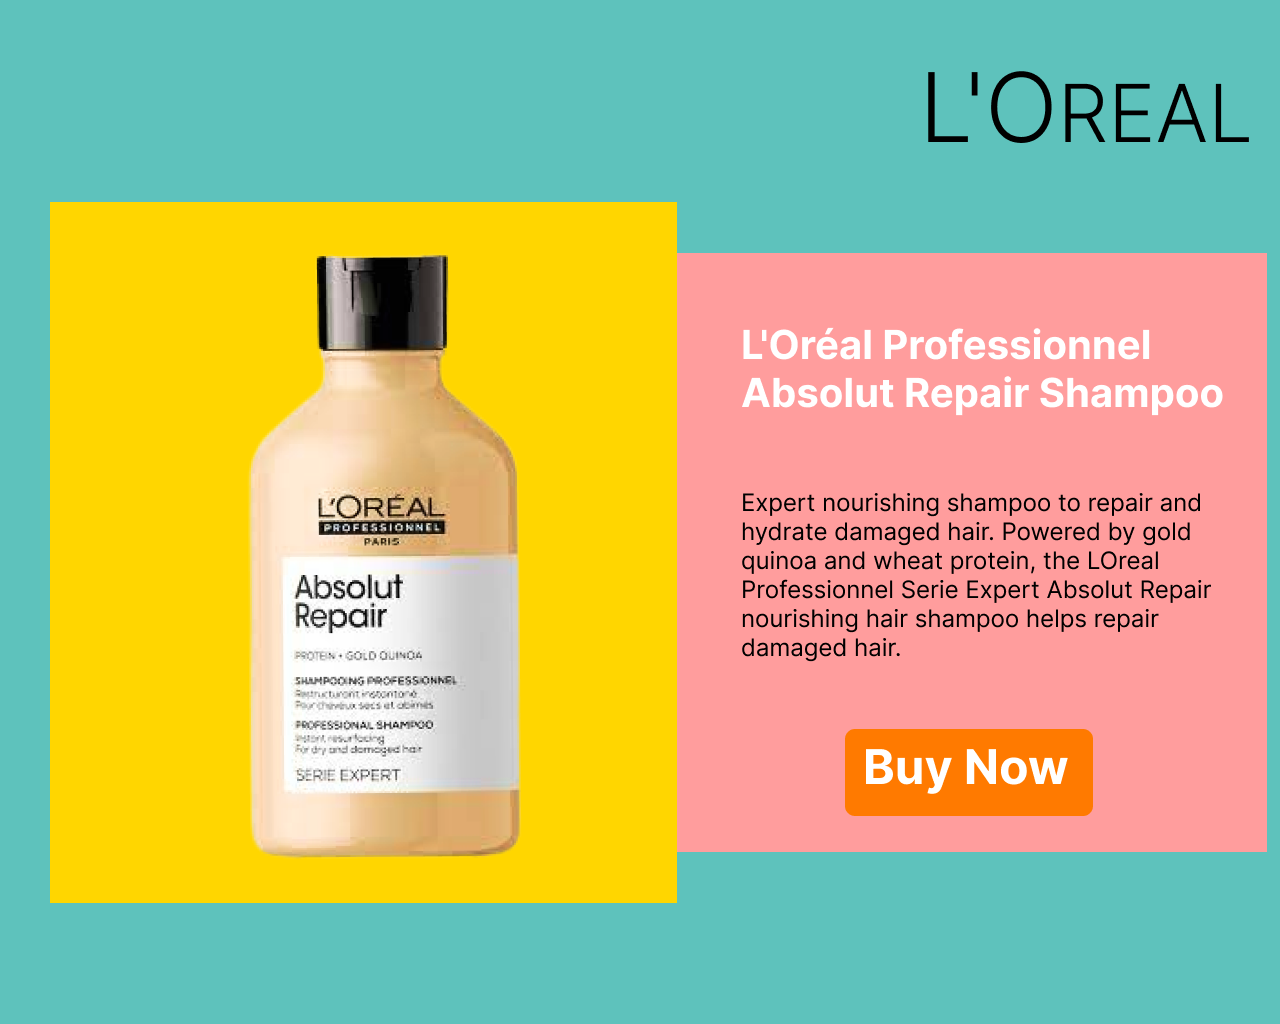 L'OREAL
L'ORÉAL
PROFESSIONNEL
PARIS
Absolut
Repair
PROTEIN + GOLD QUINOA
SHAMPOOING PROFESSIONNEL
Restructurant instantané
Pour cheveux secs et abîmés
PROFESSIONAL SHAMPOO
Instant resurfacing
For dry and damaged hair
SERIE EXPERT
L'Oréal Professionnel
Absolut Repair Shampoo
Expert nourishing shampoo to repair and
hydrate damaged hair. Powered by gold
quinoa and wheat protein, the LOreal
Professionnel Serie Expert Absolut Repair
nourishing hair shampoo helps repair
damaged hair.
Buy Now